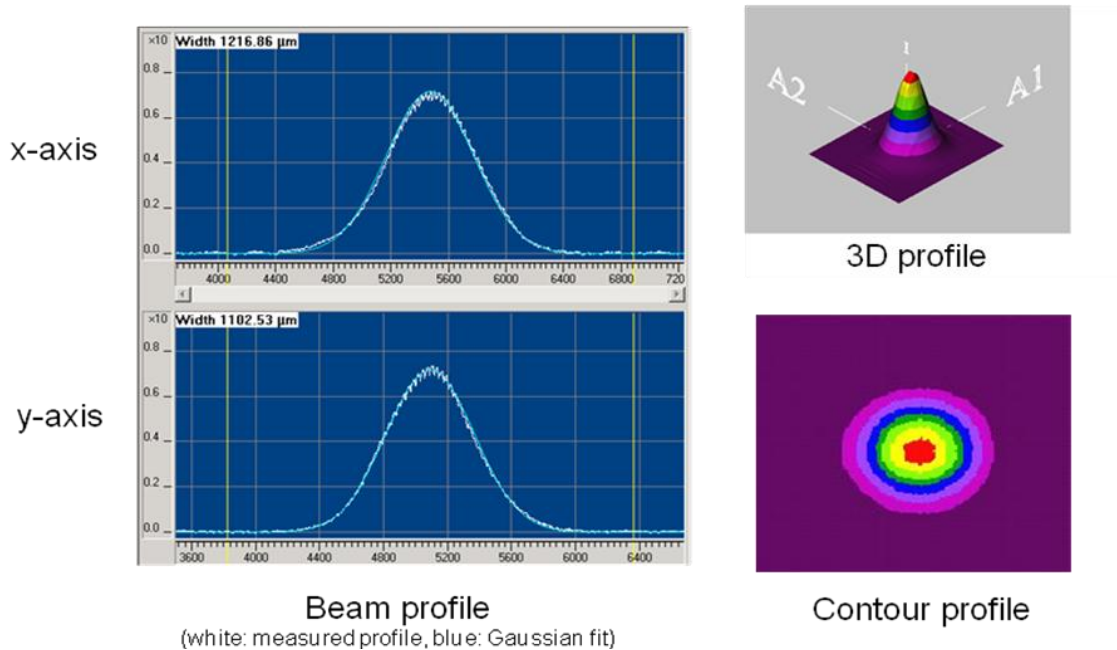 x-axis
×10
Width 1216.86 µm
0.8
0.6
0.4
0.2
0.0
4000 4400 4800 5200 5600 6000 6400 6800 720
y-axis
×10
Width 1102.53 µm
0.8
0.6
0.4
0.2
0.0
3600 4000 4400 4800 5200 5600 6000 6400
Beam profile
(white: measured profile, blue: Gaussian fit)
1
A2
A1
3D profile
Contour profile